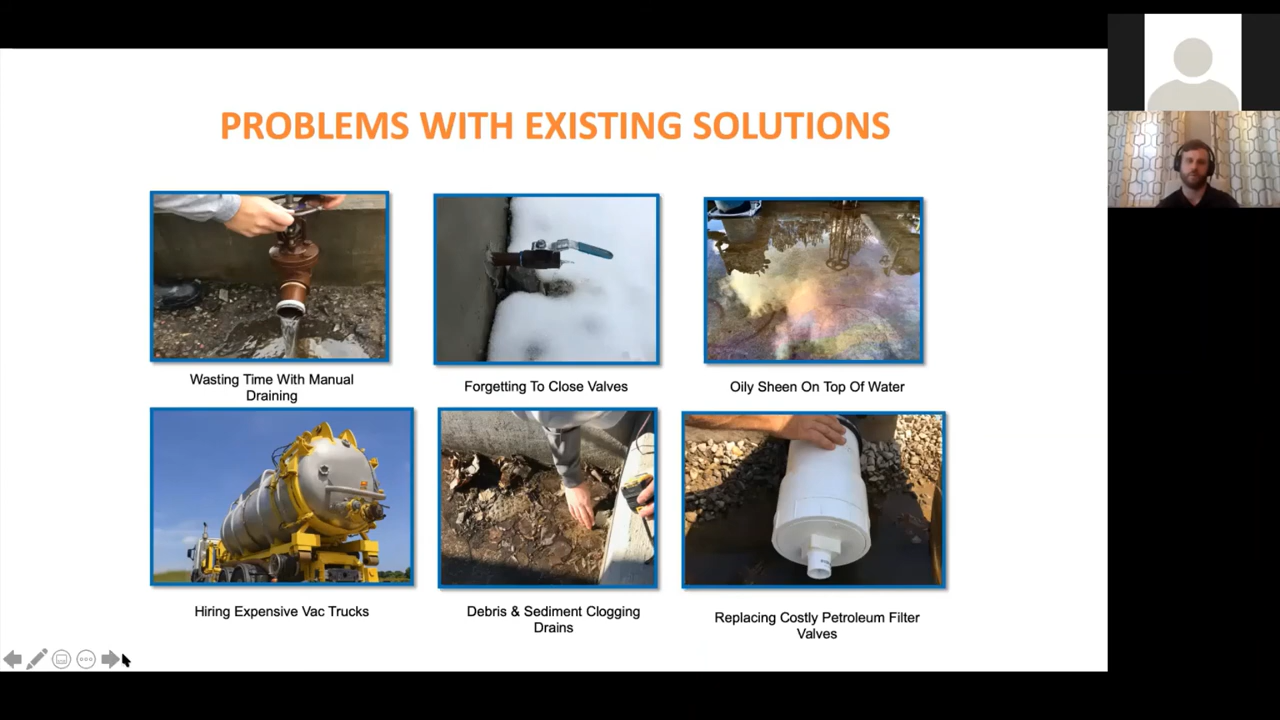 PROBLEMS WITH EXISTING SOLUTIONS
Wasting Time With Manual
Draining
Forgetting To Close Valves
Oily Sheen On Top Of Water
Hiring Expensive Vac Trucks
Debris & Sediment Clogging
Drains
Replacing Costly Petroleum Filter
Valves